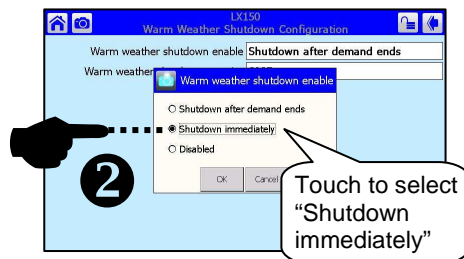 LX150
Warm Weather Shutdown Configuration
Warm weather shutdown enable Shutdown after demand ends
Warm weather
Warm weather shutdown enable
Shutdown after demand ends
Shutdown immediately
Disabled
OK Cancel
2
Touch to select
“Shutdown
immediately”